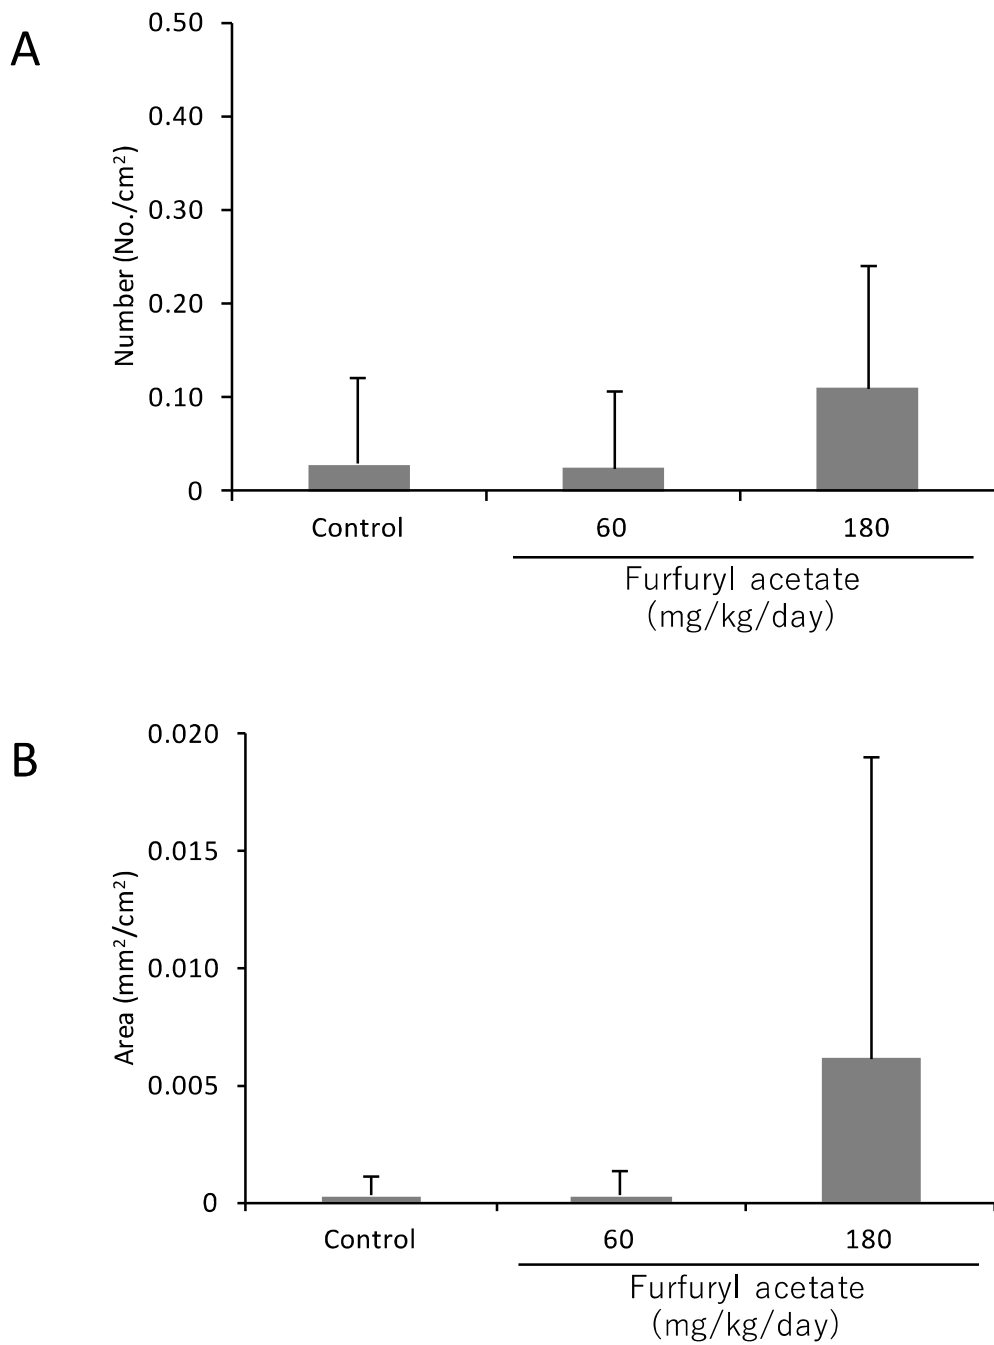 A
0.50
0.40
0.30
0.20
0.10
0
Number (No./cm²)
Control
60
180
Furfuryl acetate
(mg/kg/day)
B
0.020
0.015
0.010
0.005
0
Area (mm²/cm²)
Control
60
180
Furfuryl acetate
(mg/kg/day)